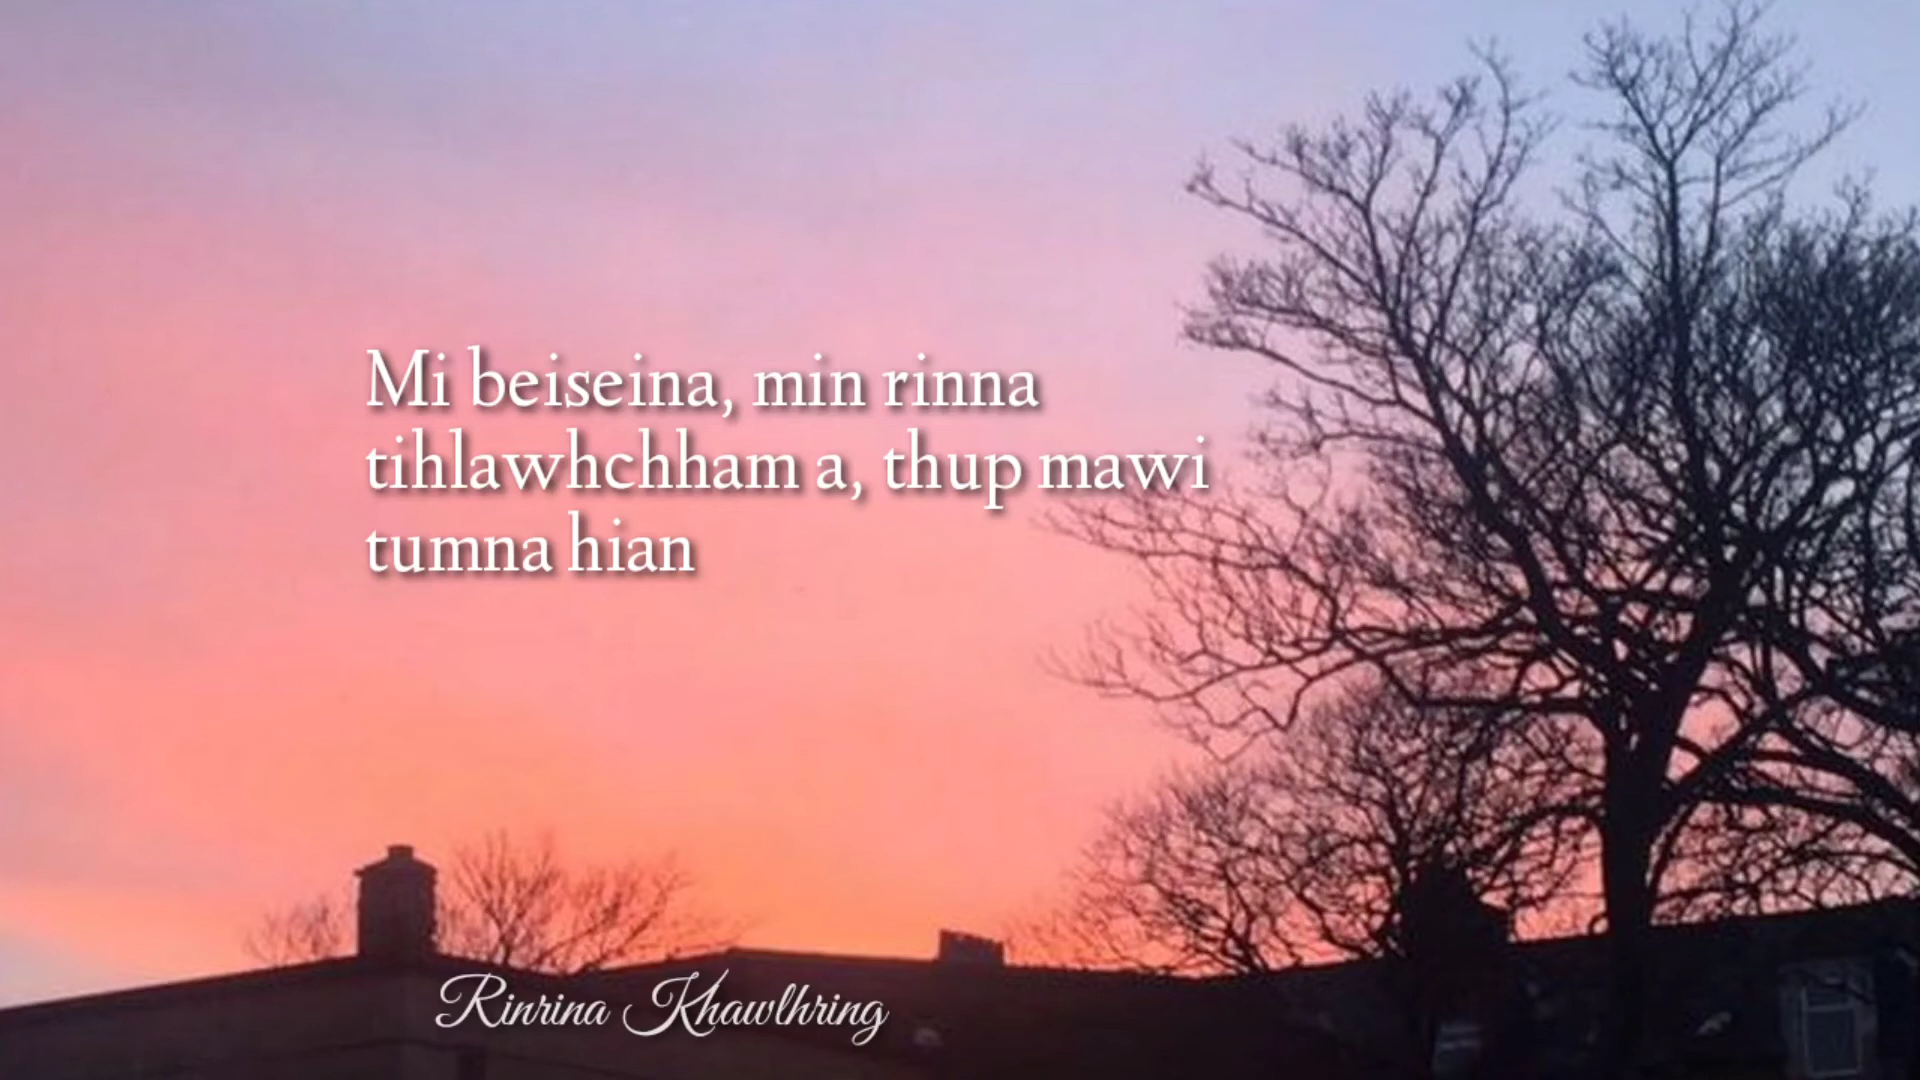 Mi beiseina, min rinna
tihlawhchham a, thup mawi
tumna hian
Rinrina Khawlhring